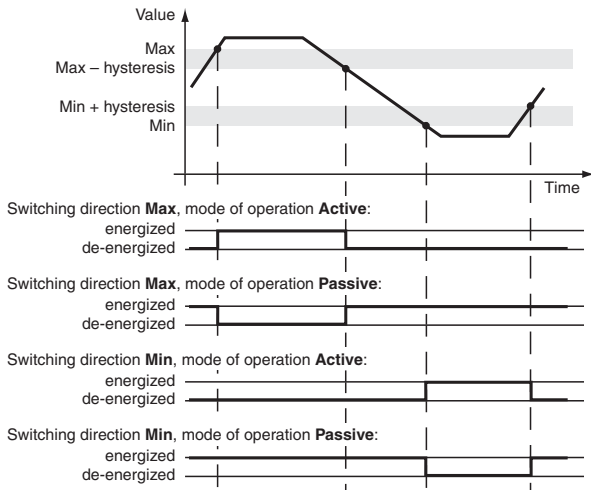 Value
Max
Max – hysteresis
Min + hysteresis
Min
Time
Switching direction Max, mode of operation Active:
energized
de-energized
Switching direction Max, mode of operation Passive:
energized
de-energized
Switching direction Min, mode of operation Active:
energized
de-energized
Switching direction Min, mode of operation Passive:
energized
de-energized